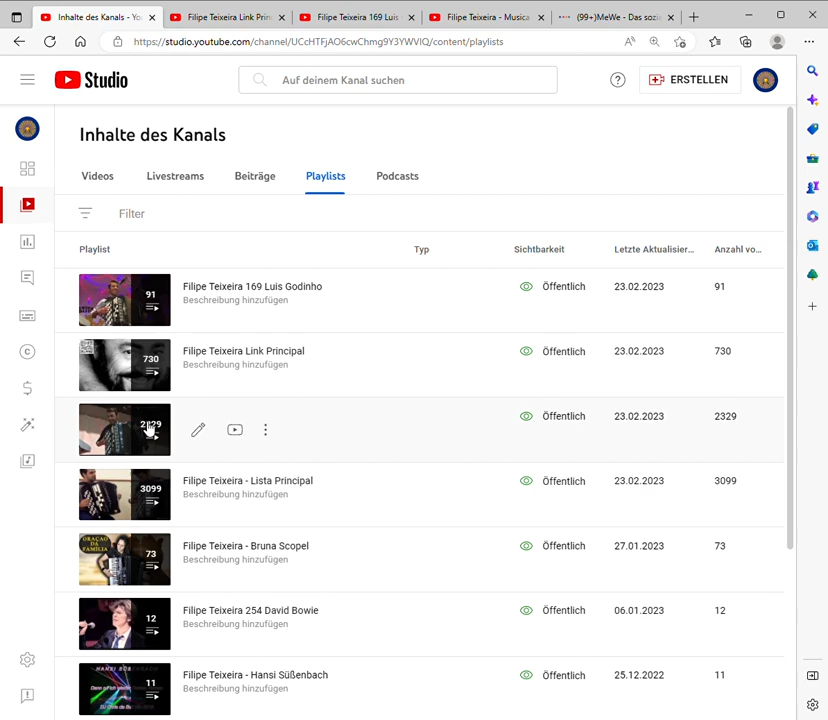 Inhalte des Kanals - Yo
Filipe Teixeira Link Prin
Filipe Teixeira 169 Luis
Filipe Teixeira - Musica
(99+) MeWe - Das sozi
https://studio.youtube.com/channel/UCcHTFjAO6cwChmg9Y3YWVIQ/content/playlists
Studio
Auf deinem Kanal suchen
ERSTELLEN
Inhalte des Kanals
Videos
Livestreams
Beiträge
Playlists
Podcasts
Filter
Playlist
Typ
Sichtbarkeit
Letzte Aktualisier...
Anzahl vo...
91
Filipe Teixeira 169 Luis Godinho
Beschreibung hinzufügen
Öffentlich
23.02.2023
91
730
Filipe Teixeira Link Principal
Beschreibung hinzufügen
Öffentlich
23.02.2023
730
2329
Öffentlich
23.02.2023
2329
3099
Filipe Teixeira - Lista Principal
Beschreibung hinzufügen
Öffentlich
23.02.2023
3099
ORAÇÃO DA
FAMÍLIA
73
Filipe Teixeira - Bruna Scopel
Beschreibung hinzufügen
Öffentlich
27.01.2023
73
12
Filipe Teixeira 254 David Bowie
Beschreibung hinzufügen
Öffentlich
06.01.2023
12
11
Filipe Teixeira - Hansi Süßenbach
Beschreibung hinzufügen
Öffentlich
25.12.2022
11